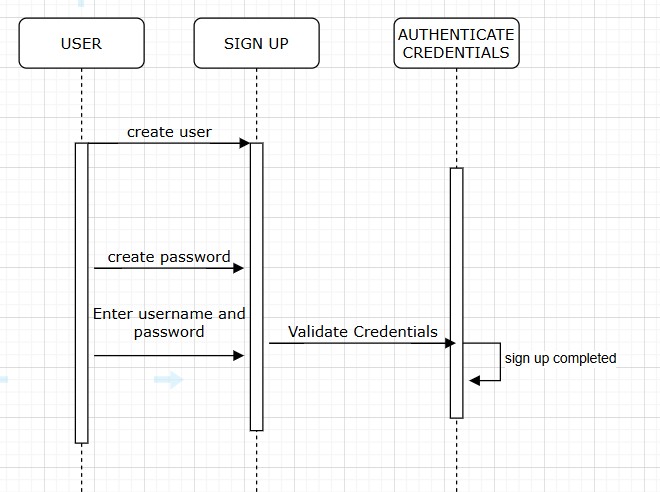 USER
SIGN UP
AUTHENTICATE
CREDENTIALS
create user
create password
Enter username and
password
Validate Credentials
sign up completed